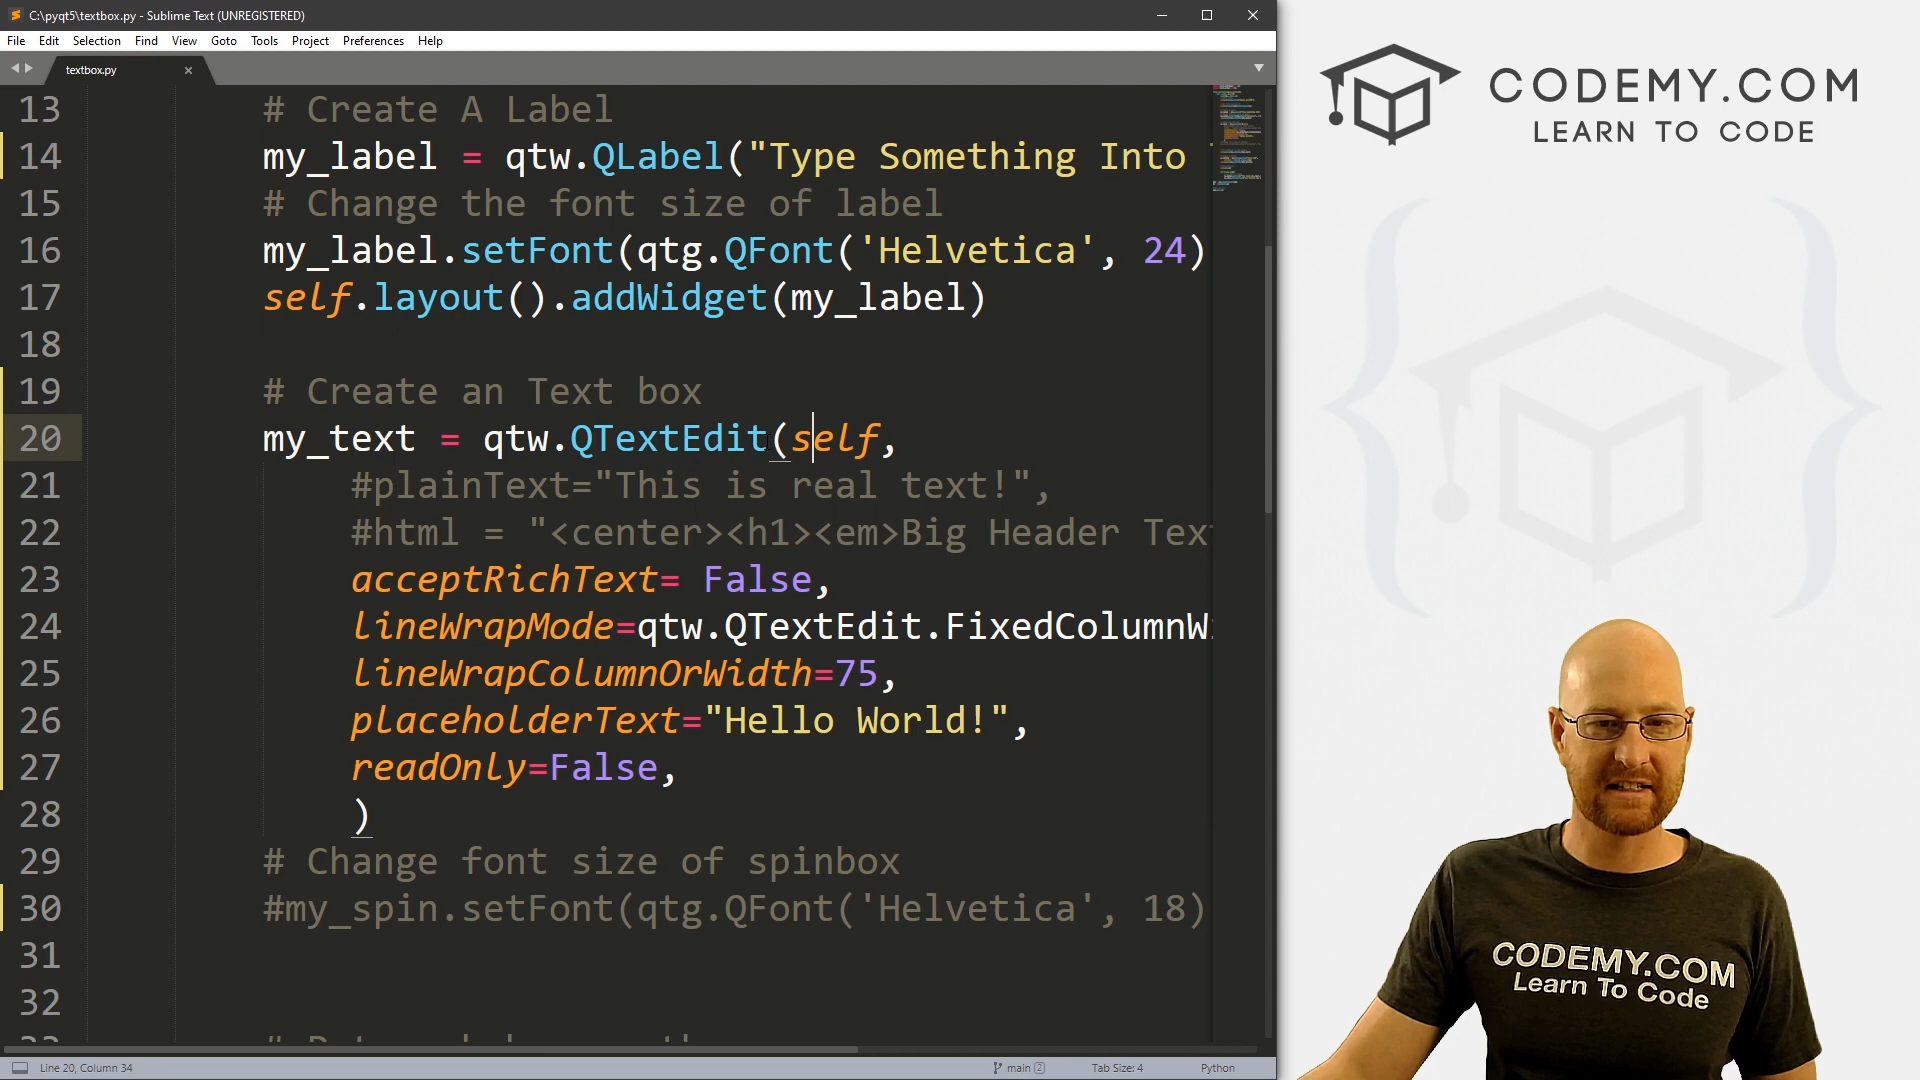 C:\pyqt5\textbox.py - Sublime Text (UNREGISTERED)
File Edit Selection Find View Goto Tools Project Preferences Help
textbox.py
13 # Create A Label
14 my_label = qtw.QLabel("Type Something Into
15 # Change the font size of label
16 my_label.setFont(qtg.QFont('Helvetica', 24)
17 self.layout().addWidget(my_label)
18
19 # Create an Text box
20 my_text = qtw.QTextEdit(self,
21 #plainText="This is real text!",
22 #html = "<center><h1><em>Big Header Tex
23 acceptRichText= False,
24 lineWrapMode=qtw.QTextEdit.FixedColumnW
25 lineWrapColumnOrWidth=75,
26 placeholderText="Hello World!",
27 readOnly=False,
28 )
29 # Change font size of spinbox
30 #my_spin.setFont(qtg.QFont('Helvetica', 18)
31
32
Line 20, Column 34 main 2 Tab Size: 4 Python
CODEMY.COM
LEARN TO CODE
CODEMY.COM
Learn To Code